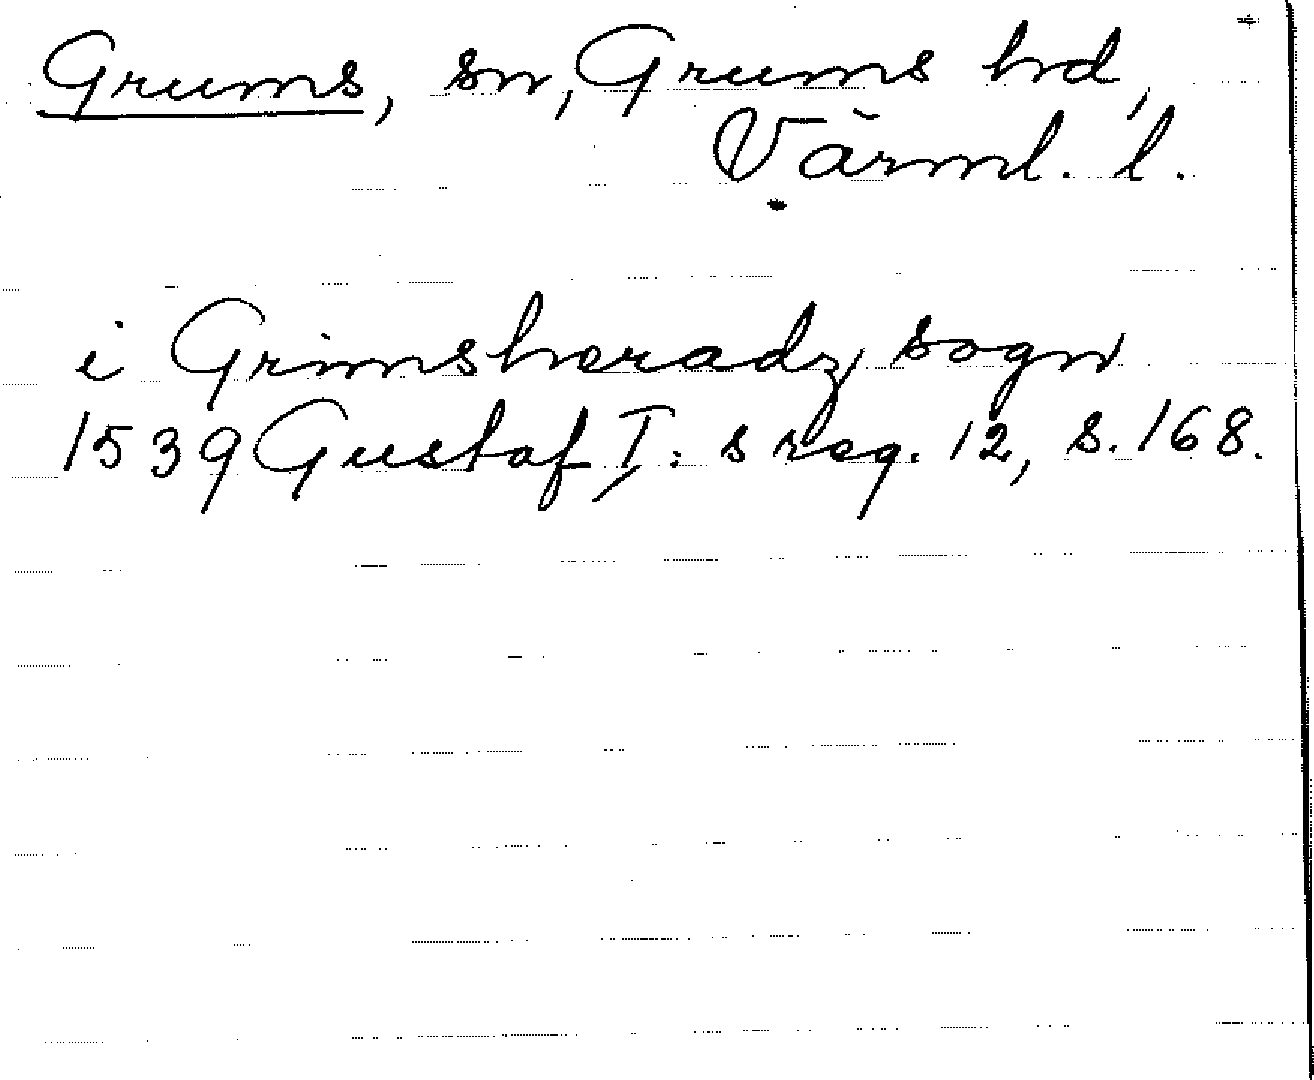 Grums, sn, Grums hd,
Värml. l.
i Grimsheradz sogn
1539 Gustaf I:s reg. 12, s. 168.